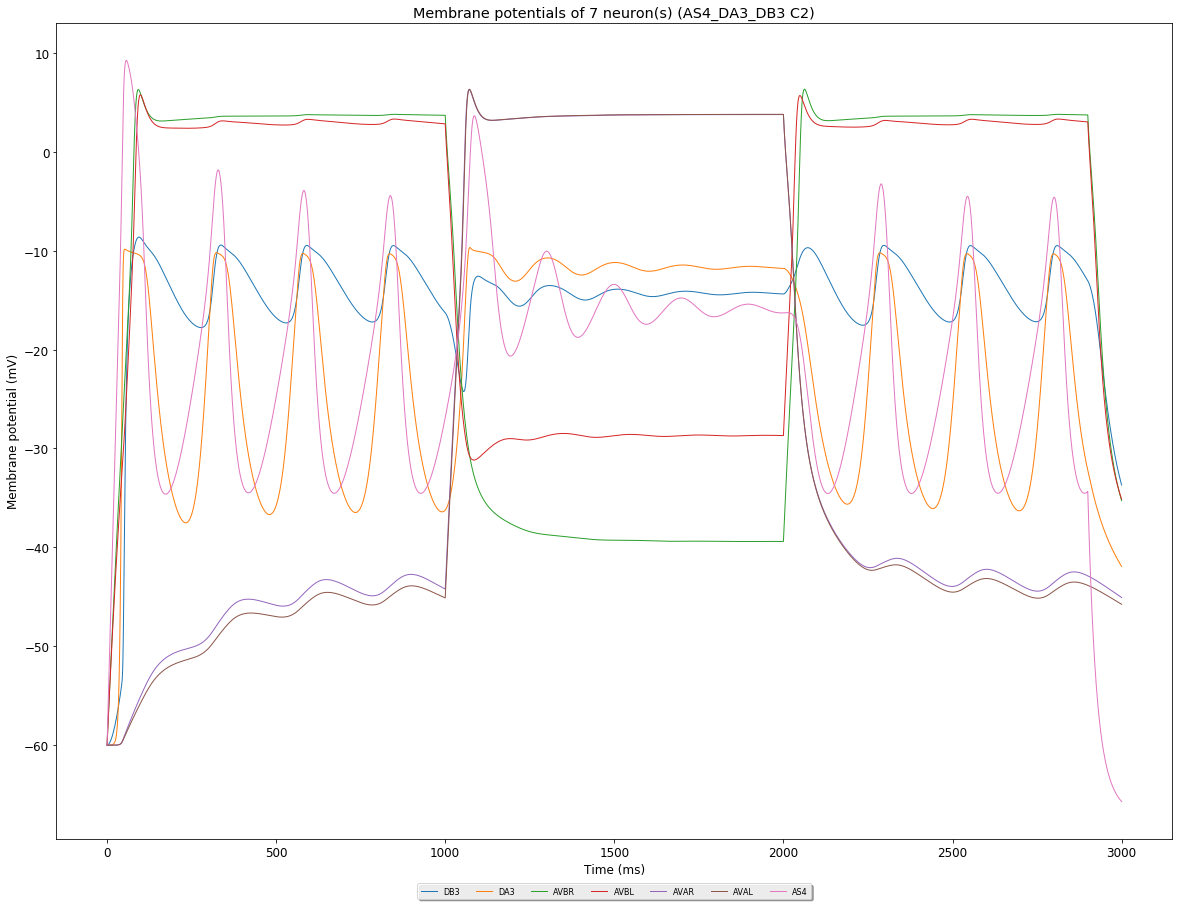 Membrane potentials of 7 neuron(s) (AS4_DA3_DB3 C2)
10
0
−10
−20
−30
−40
−50
−60
Membrane potential (mV)
0 500 1000 1500 2000 2500 3000
Time (ms)
DB3 DA3 AVBR AVBL AVAR AVAL AS4